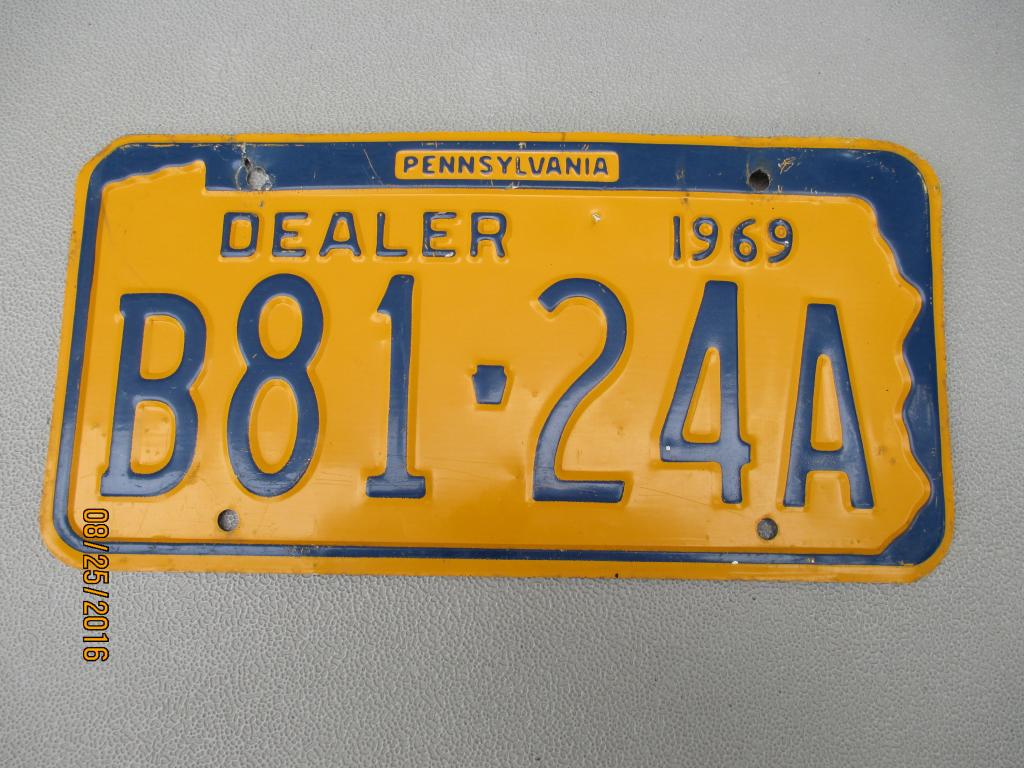 PENNSYLVANIA
DEALER 1969
B81-24A
08/25/2016